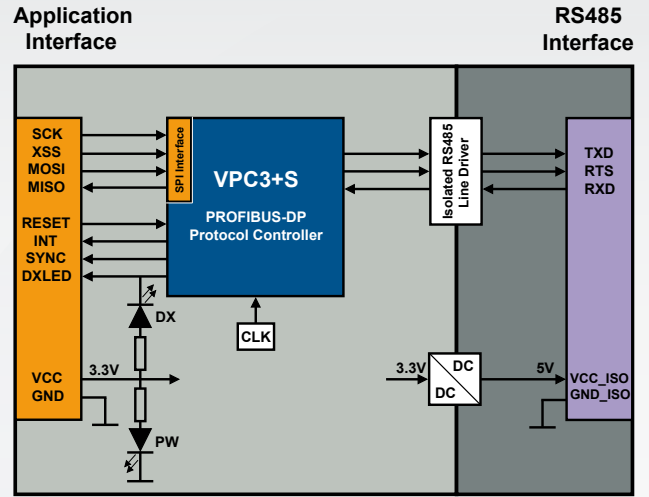 Application
Interface
RS485
Interface
SCK
XSS
MOSI
MISO
RESET
INT
SYNC
DXLED
VCC
GND
SPI Interface
VPC3+S
PROFIBUS-DP
Protocol Controller
CLK
DX
PW
3.3V
Isolated RS485
Line Driver
3.3V
DC
DC
5V
TXD
RTS
RXD
VCC_ISO
GND_ISO